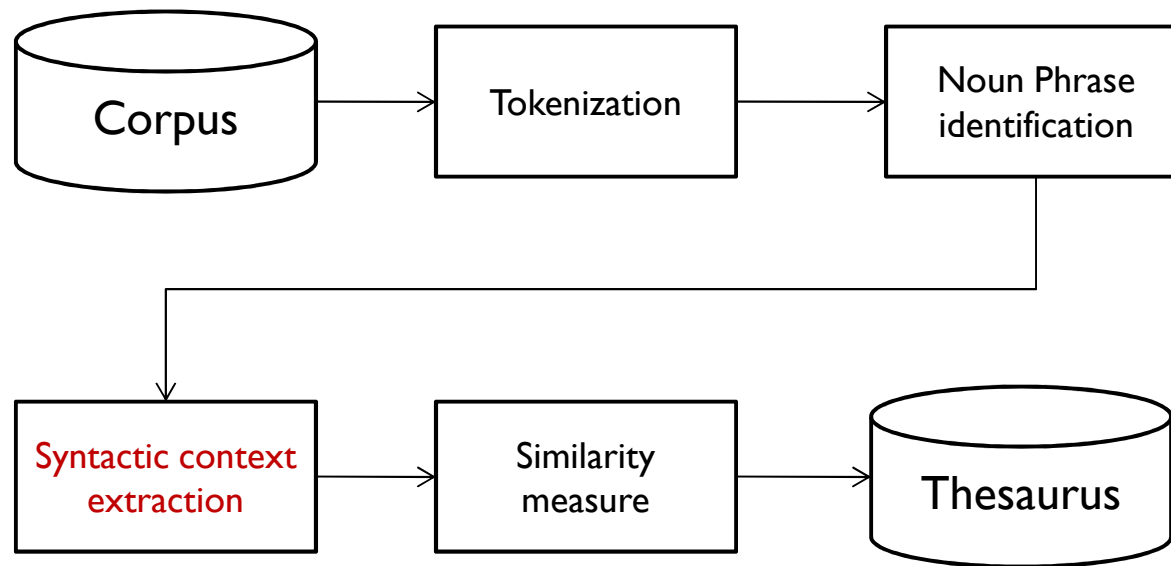 Corpus
Tokenization
Noun Phrase
identification
Syntactic context
extraction
Similarity
measure
Thesaurus